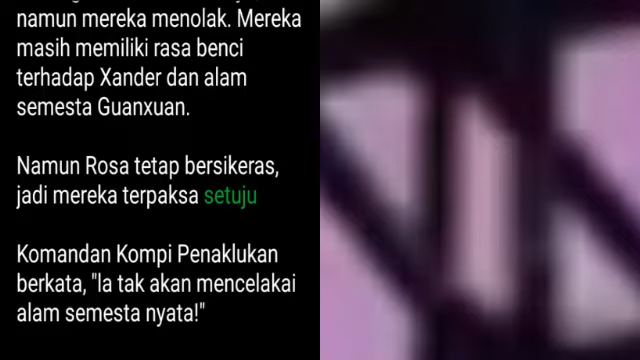 namun mereka menolak. Mereka
masih memiliki rasa benci
terhadap Xander dan alam
semesta Guanxuan.
Namun Rosa tetap bersikeras,
jadi mereka terpaksa setuju
Komandan Kompi Penaklukan
berkata, "Ia tak akan mencelakai
alam semesta nyata!"